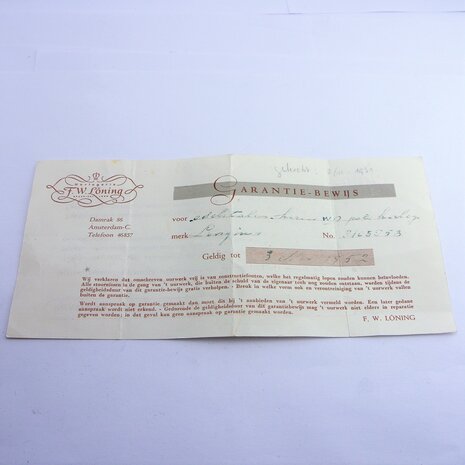 Horlogerie
F. W. Löning
Damrak 86
Amsterdam-C.
Telefoon 46857
GARANTIE-BEWIJS
voor
merk Longines No.
Geldig tot 3 1952
Wij verklaren dat omschreven uurwerk vrij is van constructiefouten, welke het regelmatig lopen zouden kunnen beïnvloeden.
Alle stoornissen in de gang van 't uurwerk, die buiten de schuld van de eigenaar toch nog zouden ontstaan, worden tijdens de
geldigheidsduur van dit garantie-bewijs gratis verholpen. - Breuk in welke vorm ook en verontreiniging van 't uurwerk vallen
buiten de garantie.
Wordt aanspraak op garantie gemaakt dan moet dit bij 't aanbieden van 't uurwerk vermeld worden. Een later gedane
aanspraak wordt niet erkend. - Gedurende de geldigheidsduur van dit garantiebewijs mag 't uurwerk niet elders in reparatie
gegeven worden; in dat geval kan geen aanspraak op garantie gemaakt worden.
F. W. LÖNING